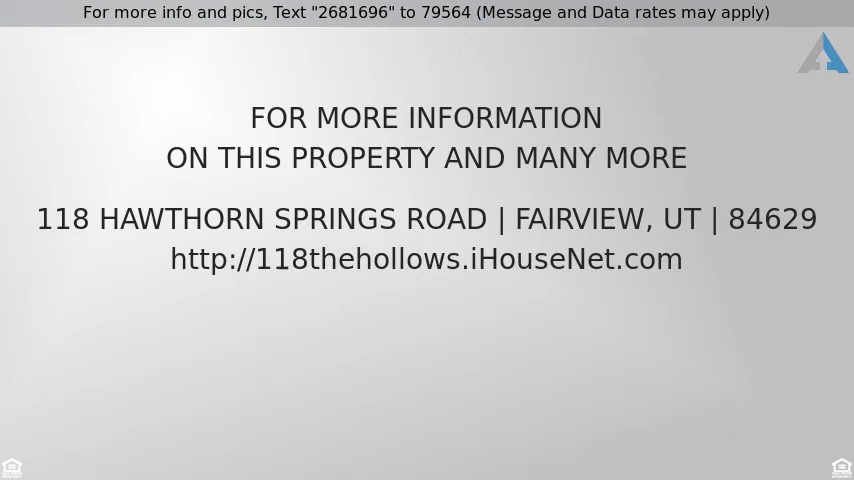 For more info and pics, Text "2681696" to 79564 (Message and Data rates may apply)
FOR MORE INFORMATION
ON THIS PROPERTY AND MANY MORE
118 HAWTHORN SPRINGS ROAD | FAIRVIEW, UT | 84629
http://118thehollows.iHouseNet.com